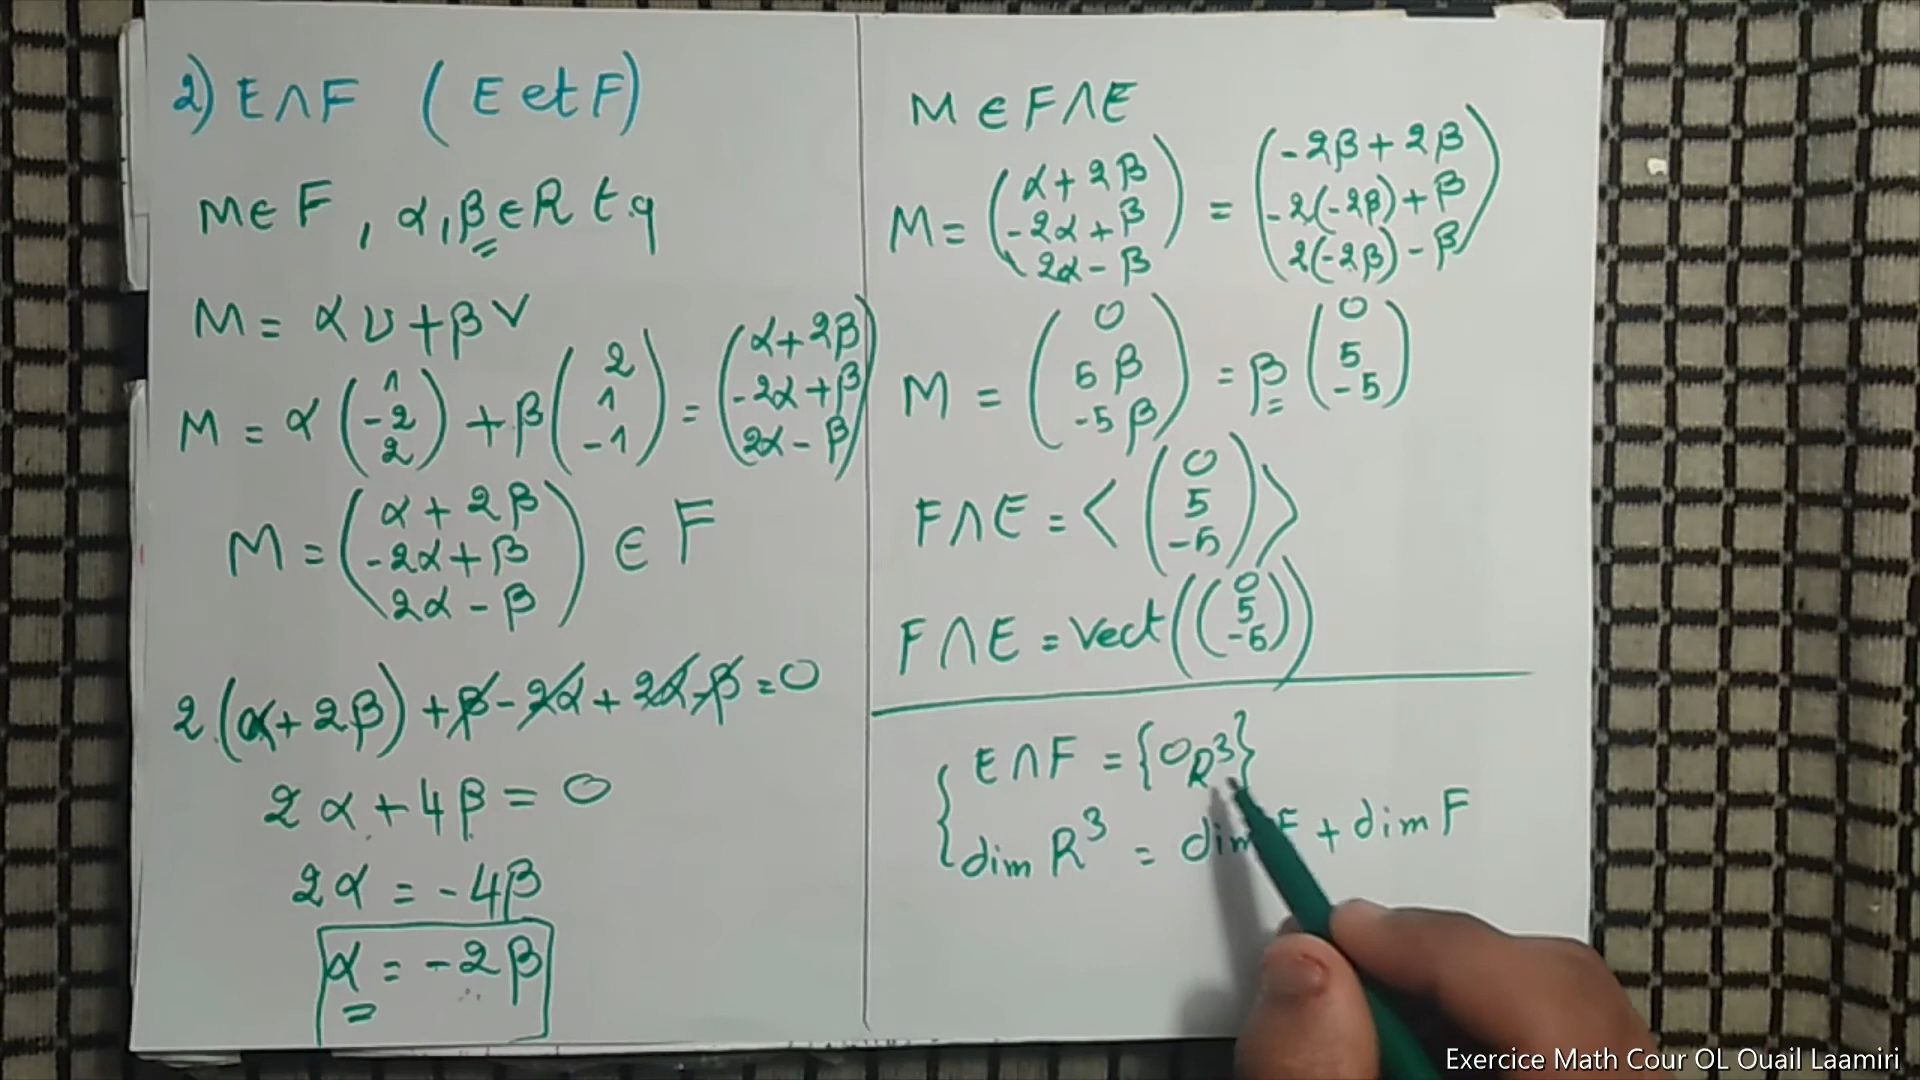 2) E∩F ( E et F)
M∈F , α,β∈R t.q
M = αU+βV
M = α(1 -2 2) + β(2 1 -1) = (α+2β -2α+β 2α-β)
M = (α+2β -2α+β 2α-β) ∈ F
2.(α+2β)+β-2α+2α-β=0
2α+4β=0
2α=-4β
α=-2β
M∈F∩E
M = (α+2β -2α+β 2α-β) = (-2β+2β -2(-2β)+β 2(-2β)-β)
M = (0 5β -5β) = β(0 5 -5)
F∩E = <(0 5 -5)>
F∩E = Vect((0 5 -5))
{ E∩F = {0R³}
dim R³ = dim E + dim F
Exercice Math Cour OL Ouail Laamiri